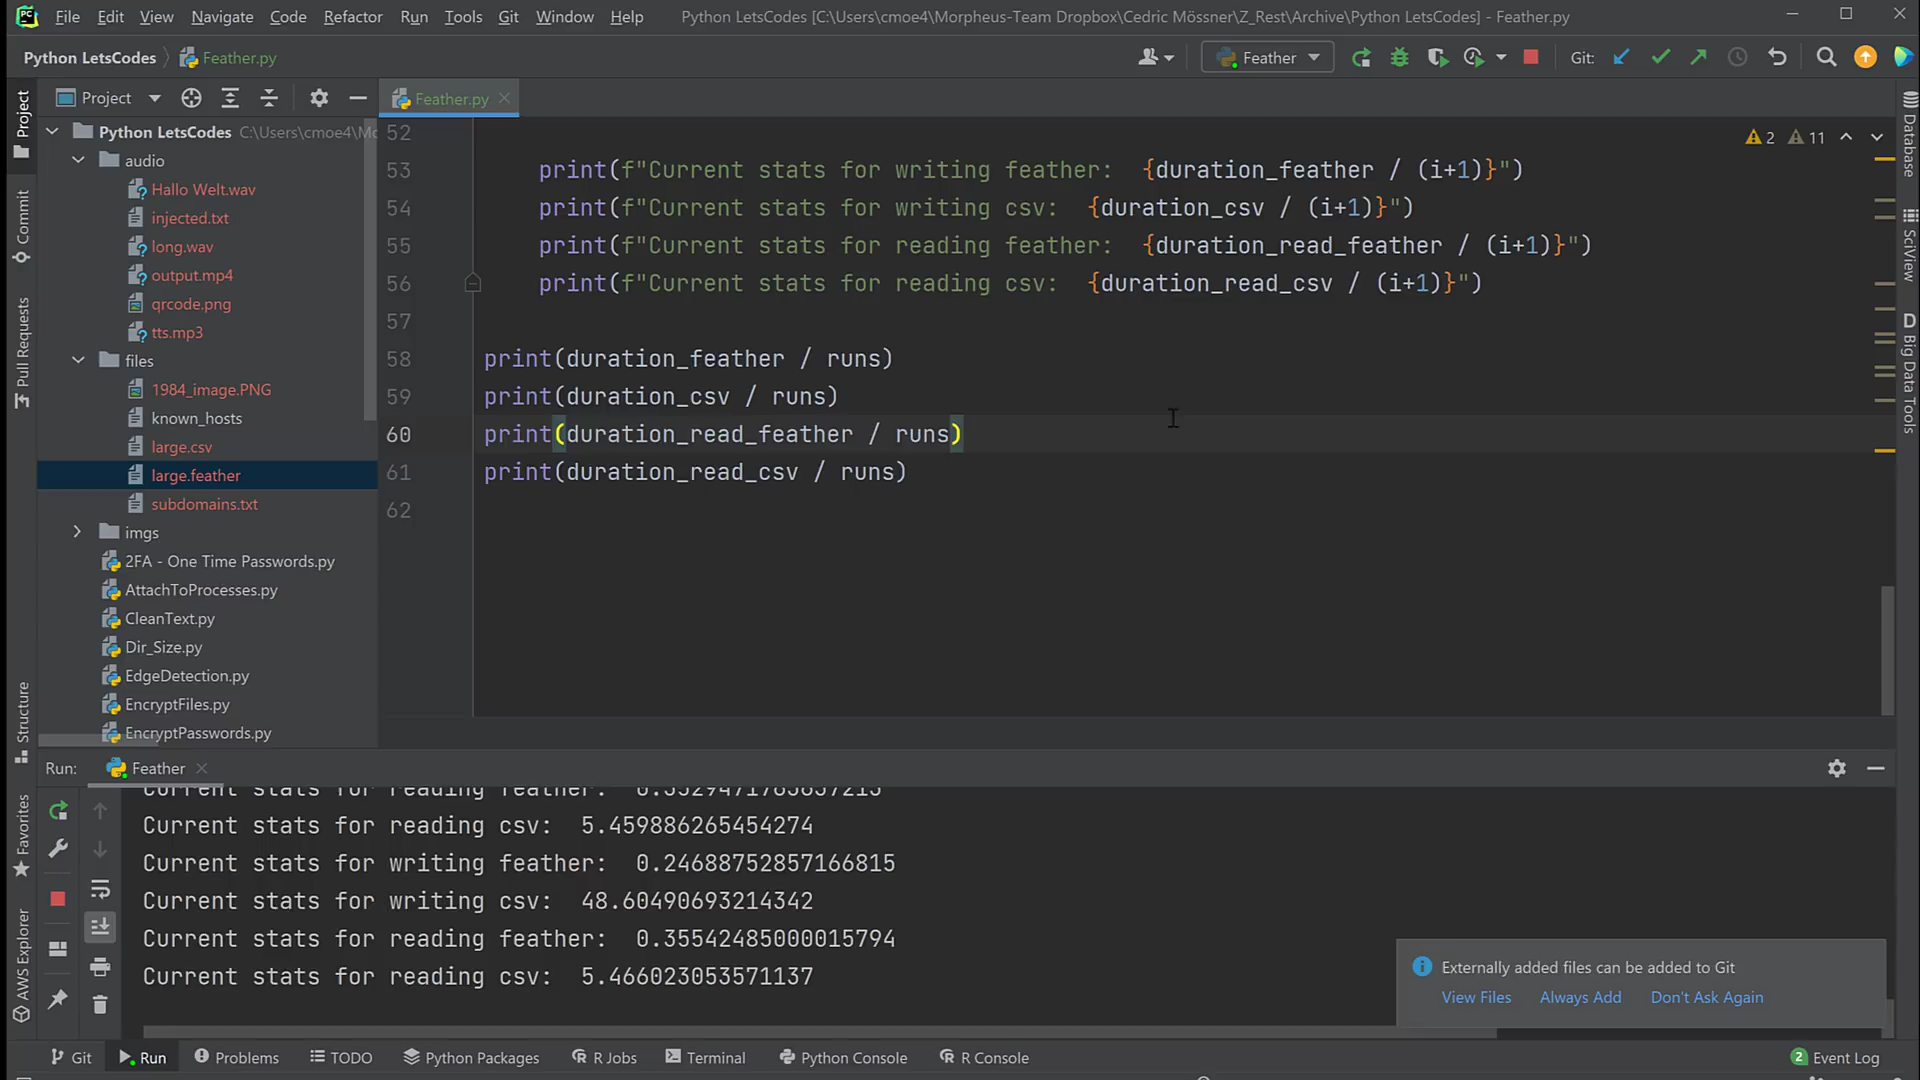 File Edit View Navigate Code Refactor Run Tools Git Window Help Python LetsCodes [C:\Users\cmoe4\Morpheus-Team Dropbox\Cedric Mössner\Z_Rest\Archive\Python LetsCodes] - Feather.py
Python LetsCodes Feather.py Feather Git:
Project Feather.py
Python LetsCodes C:\Users\cmoe4\Mo
audio
Hallo Welt.wav
injected.txt
long.wav
output.mp4
qrcode.png
tts.mp3
files
1984_image.PNG
known_hosts
large.csv
large.feather
subdomains.txt
imgs
2FA - One Time Passwords.py
AttachToProcesses.py
CleanText.py
Dir_Size.py
EdgeDetection.py
EncryptFiles.py
EncryptPasswords.py
Project
Commit
Pull Requests
Structure
Favorites
AWS Explorer
2 11
52
53 print(f"Current stats for writing feather:  {duration_feather / (i+1)}")
54 print(f"Current stats for writing csv:  {duration_csv / (i+1)}")
55 print(f"Current stats for reading feather:  {duration_read_feather / (i+1)}")
56 print(f"Current stats for reading csv:  {duration_read_csv / (i+1)}")
57
58 print(duration_feather / runs)
59 print(duration_csv / runs)
60 print(duration_read_feather / runs)
61 print(duration_read_csv / runs)
62
Database
SciView
D Big Data Tools
Run: Feather
Current stats for reading feather:
Current stats for reading csv:  5.459886265454274
Current stats for writing feather:  0.24688752857166815
Current stats for writing csv:  48.60490693214342
Current stats for reading feather:  0.35542485000015794
Current stats for reading csv:  5.466023053571137
Externally added files can be added to Git
View Files Always Add Don't Ask Again
Git Run Problems TODO Python Packages R Jobs Terminal Python Console R Console 2 Event Log